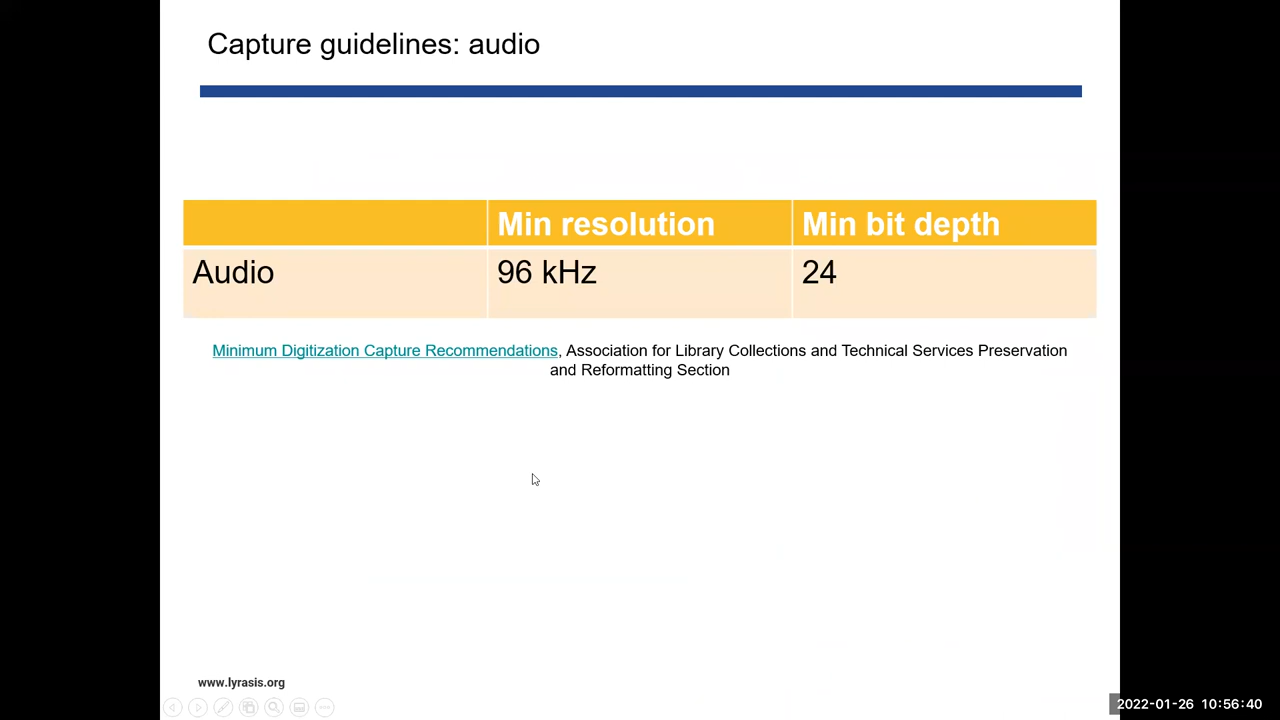 Capture guidelines: audio
Min resolution Min bit depth
Audio 96 kHz 24
Minimum Digitization Capture Recommendations, Association for Library Collections and Technical Services Preservation
and Reformatting Section
www.lyrasis.org
2022-01-26 10:56:40